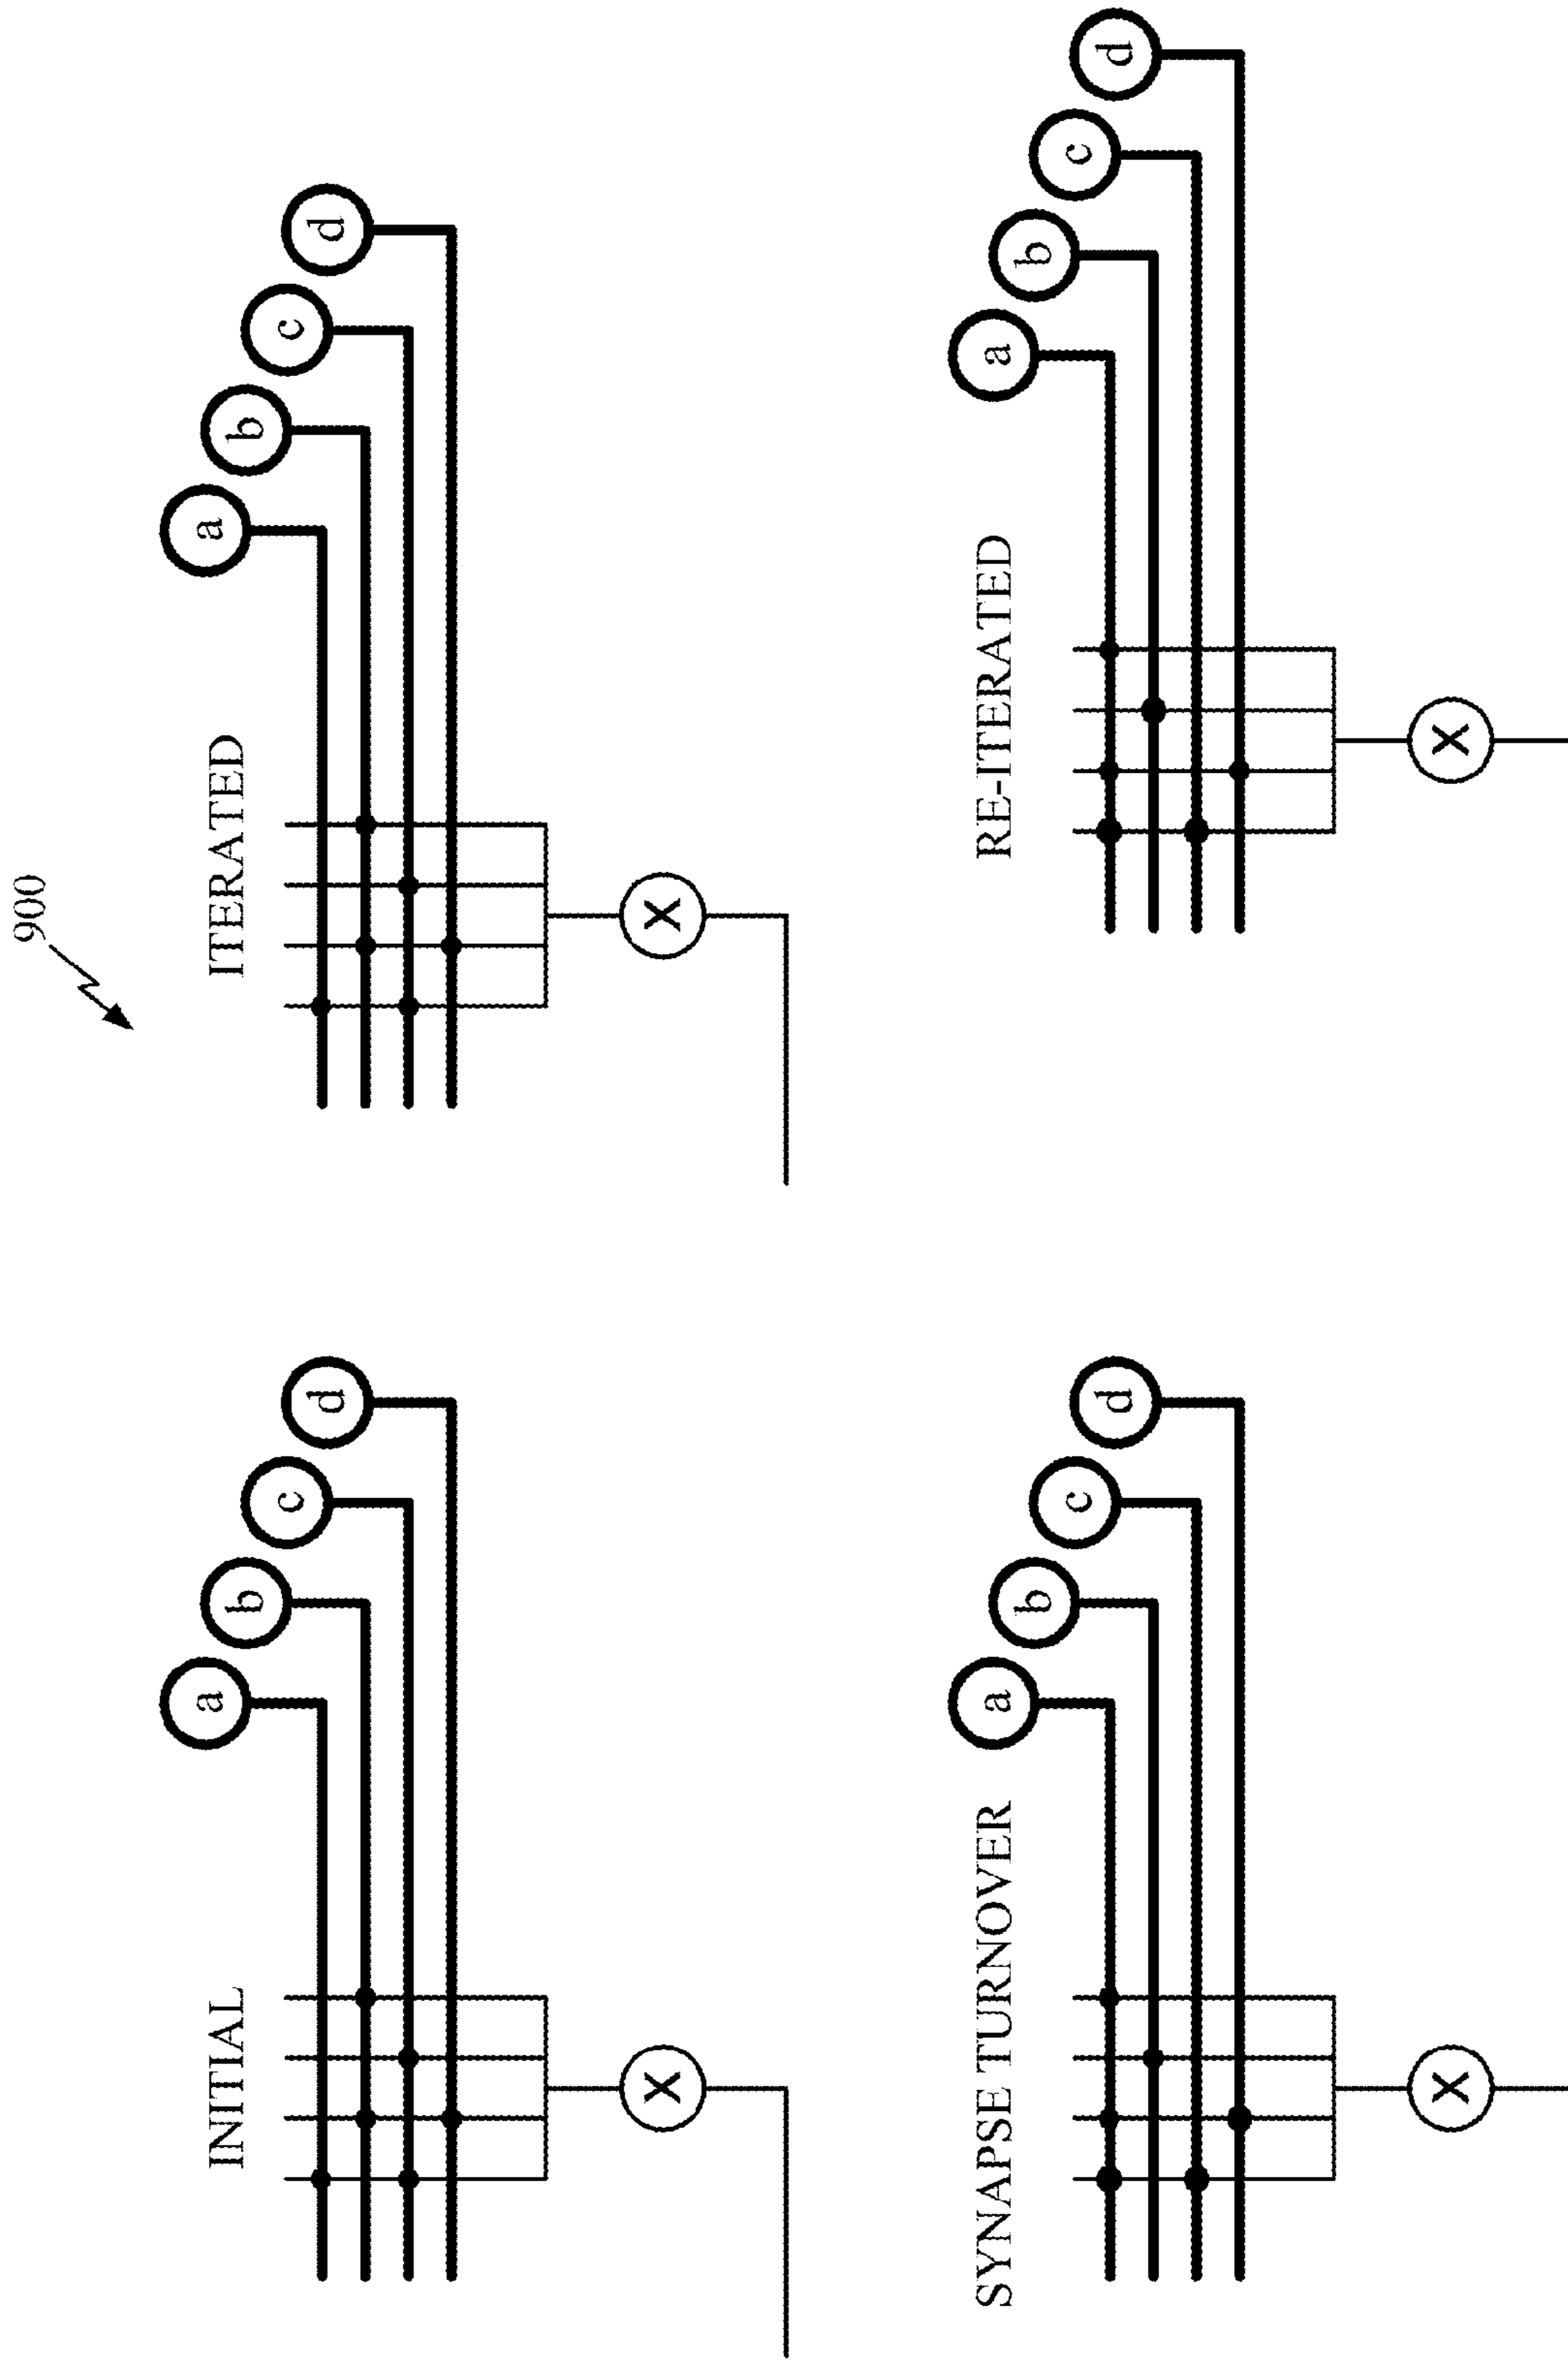 900
INITIAL
a
b
c
d
X
ITERATED
a
b
c
d
X
SYNAPSE TURNOVER
a
b
c
d
X
RE-ITERATED
a
b
c
d
X